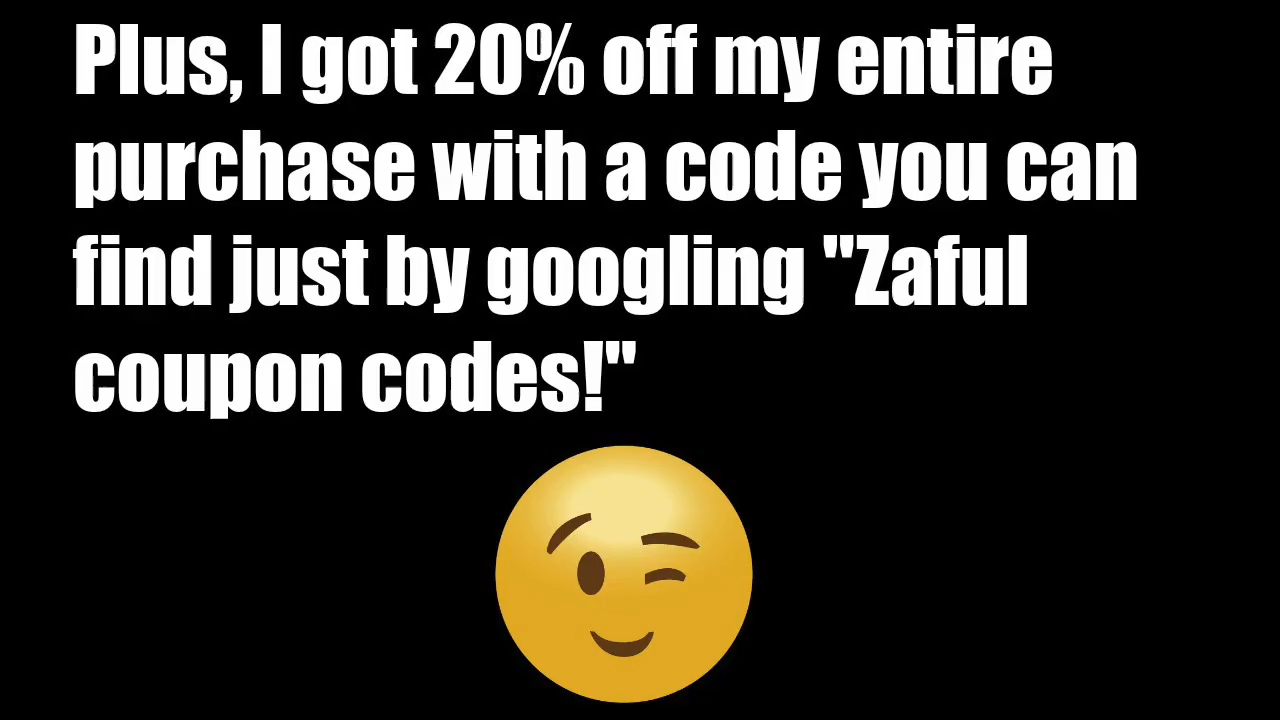 Plus, I got 20% off my entire
purchase with a code you can
find just by googling "Zaful
coupon codes!"